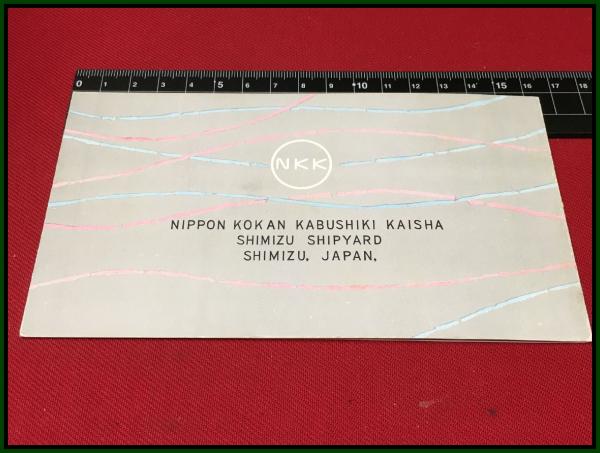 0 1 2 3 4 5 6 7 8 9 10 11 12 13 14 15 16 17 18
NKK
NIPPON KOKAN KABUSHIKI KAISHA
SHIMIZU SHIPYARD
SHIMIZU, JAPAN,